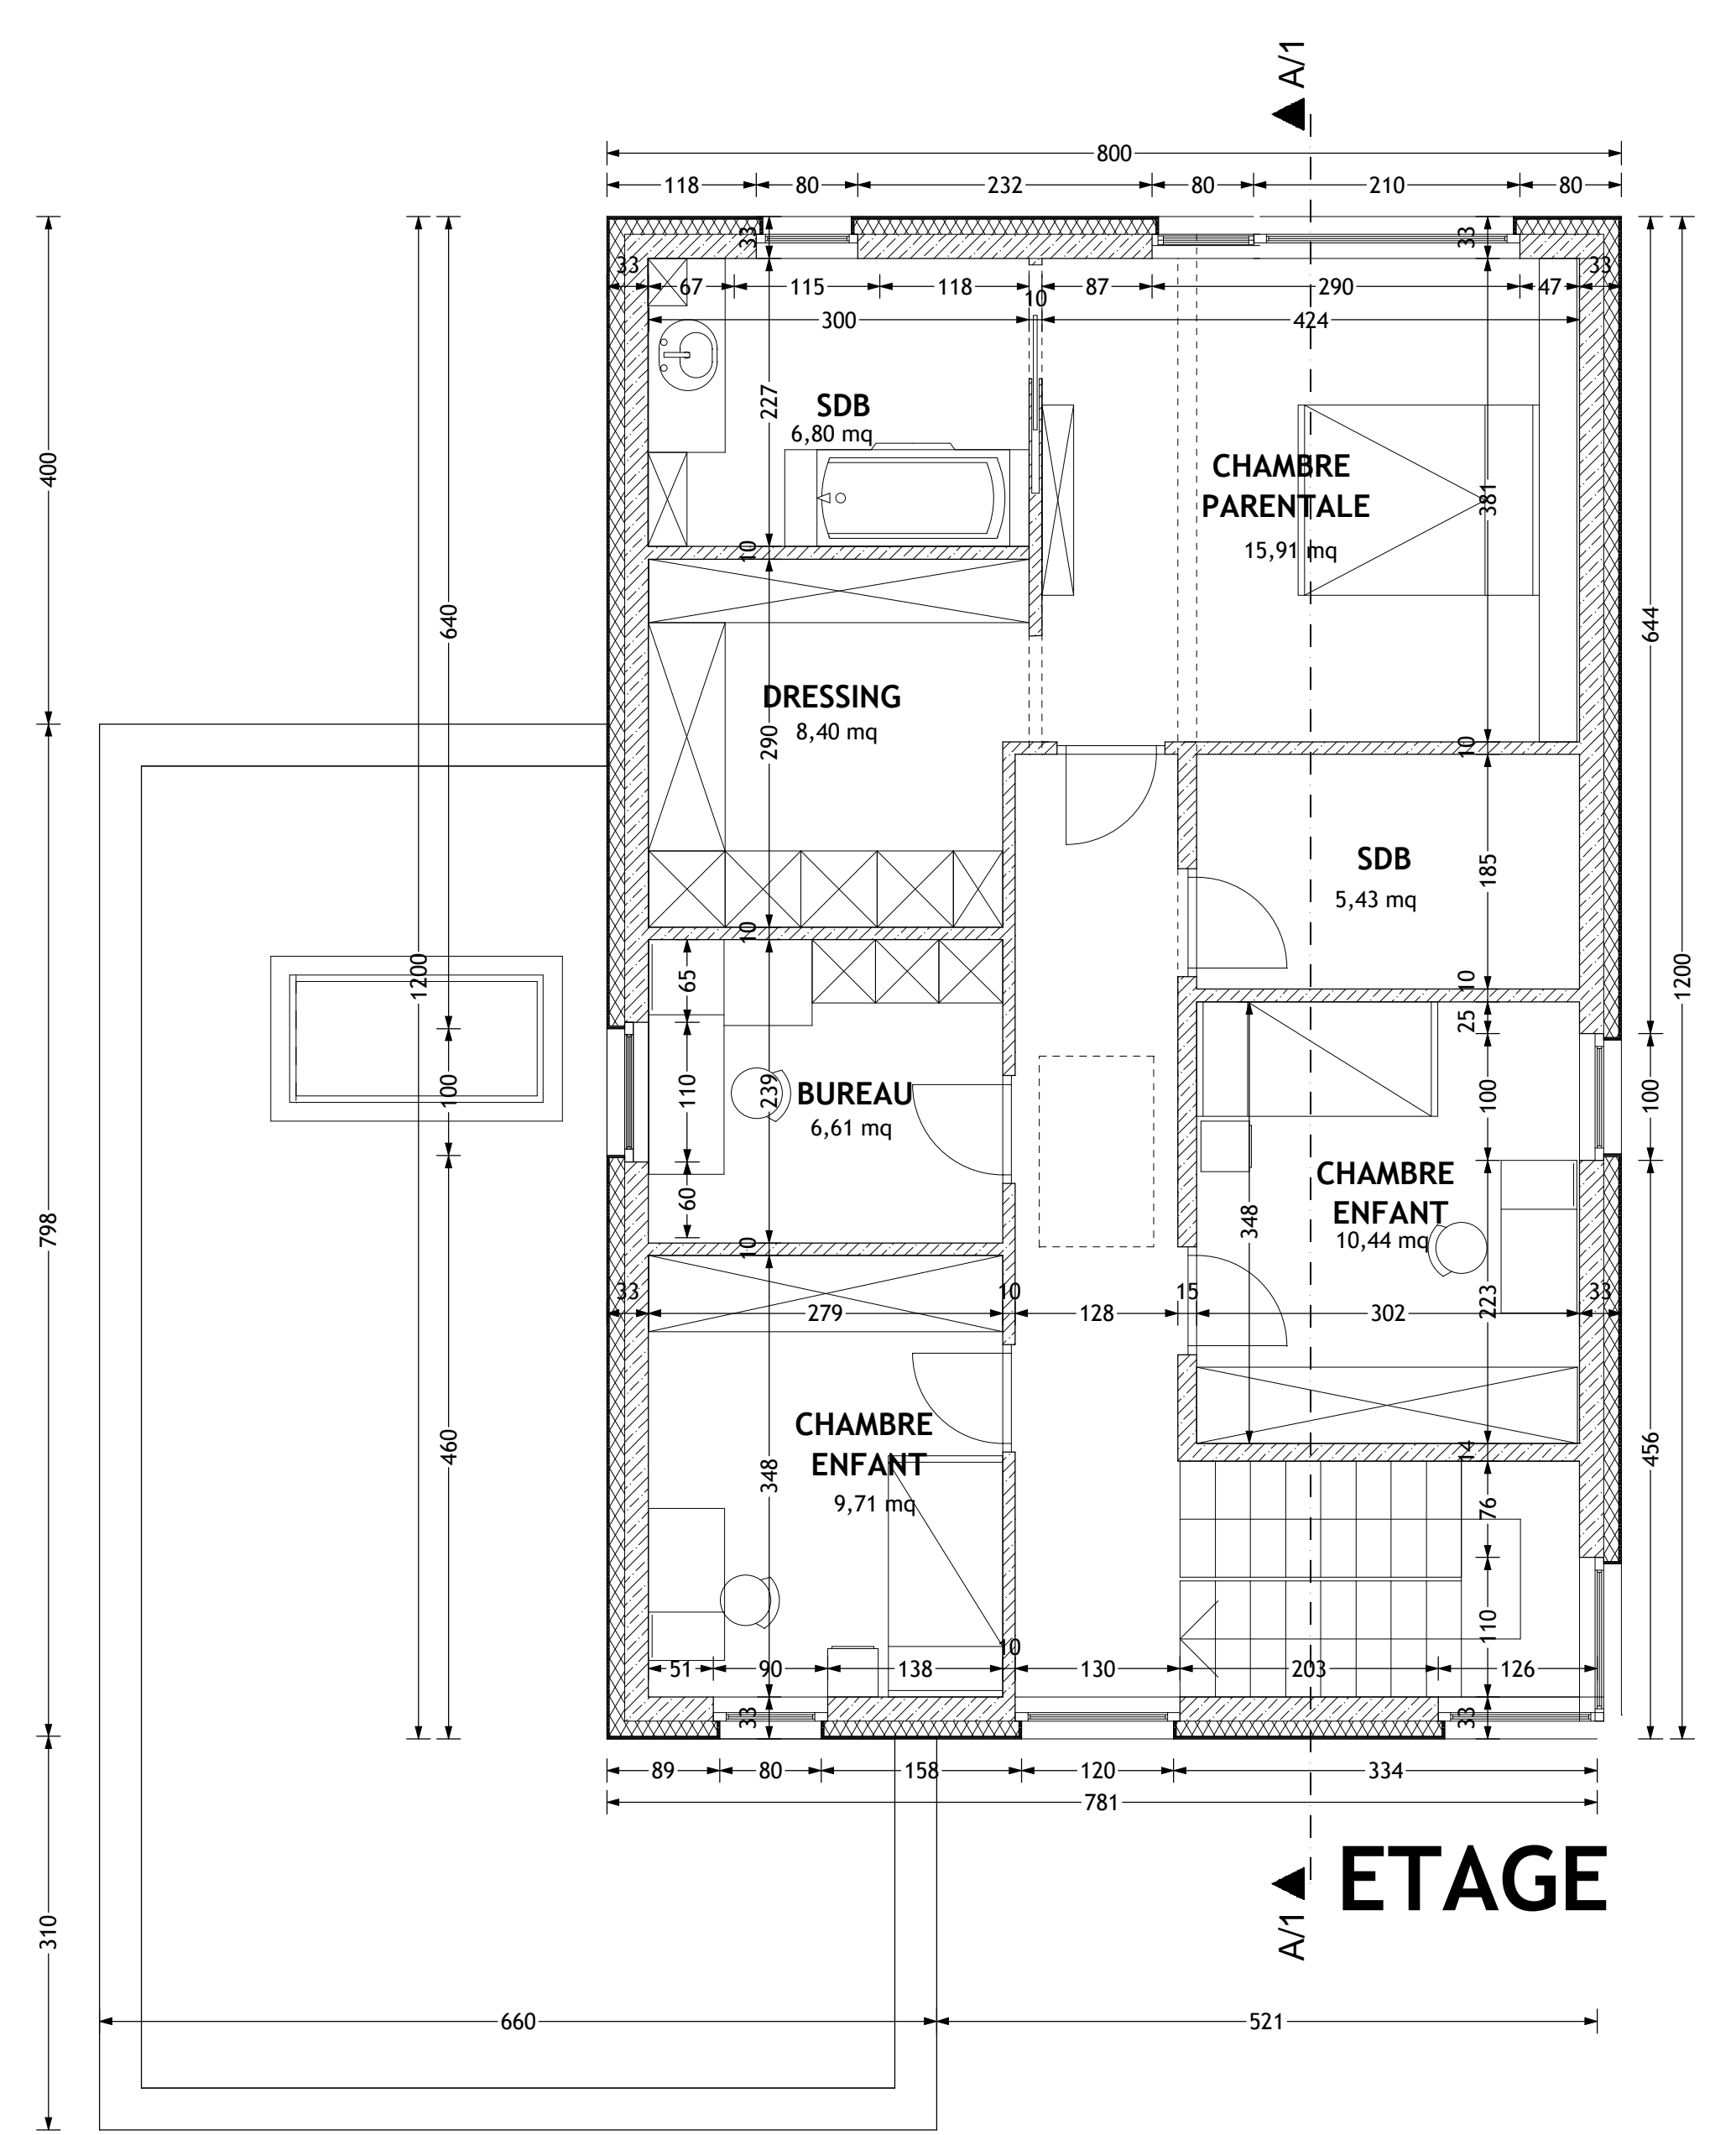 A/1
800
118 80 232 80 210 80
33 33
33 67 115 118 10 87 290 47 33
300 424
227
SDB
6,80 mq
CHAMBRE
PARENTALE
15,91 mq
381
400
640
644
10
DRESSING
8,40 mq
290
10
SDB
5,43 mq
185
10
10
1200
1200
65
25
100
110
239
BUREAU
6,61 mq
100
100
60
CHAMBRE
ENFANT
10,44 mq
348
798
10
33 279 10 128 15 302 223 33
CHAMBRE
ENFANT
9,71 mq
348
460
456
14
76
110
10
51 90 138 130 203 126
33 33
89 80 158 120 334
781
ETAGE
A/1
310
660 521